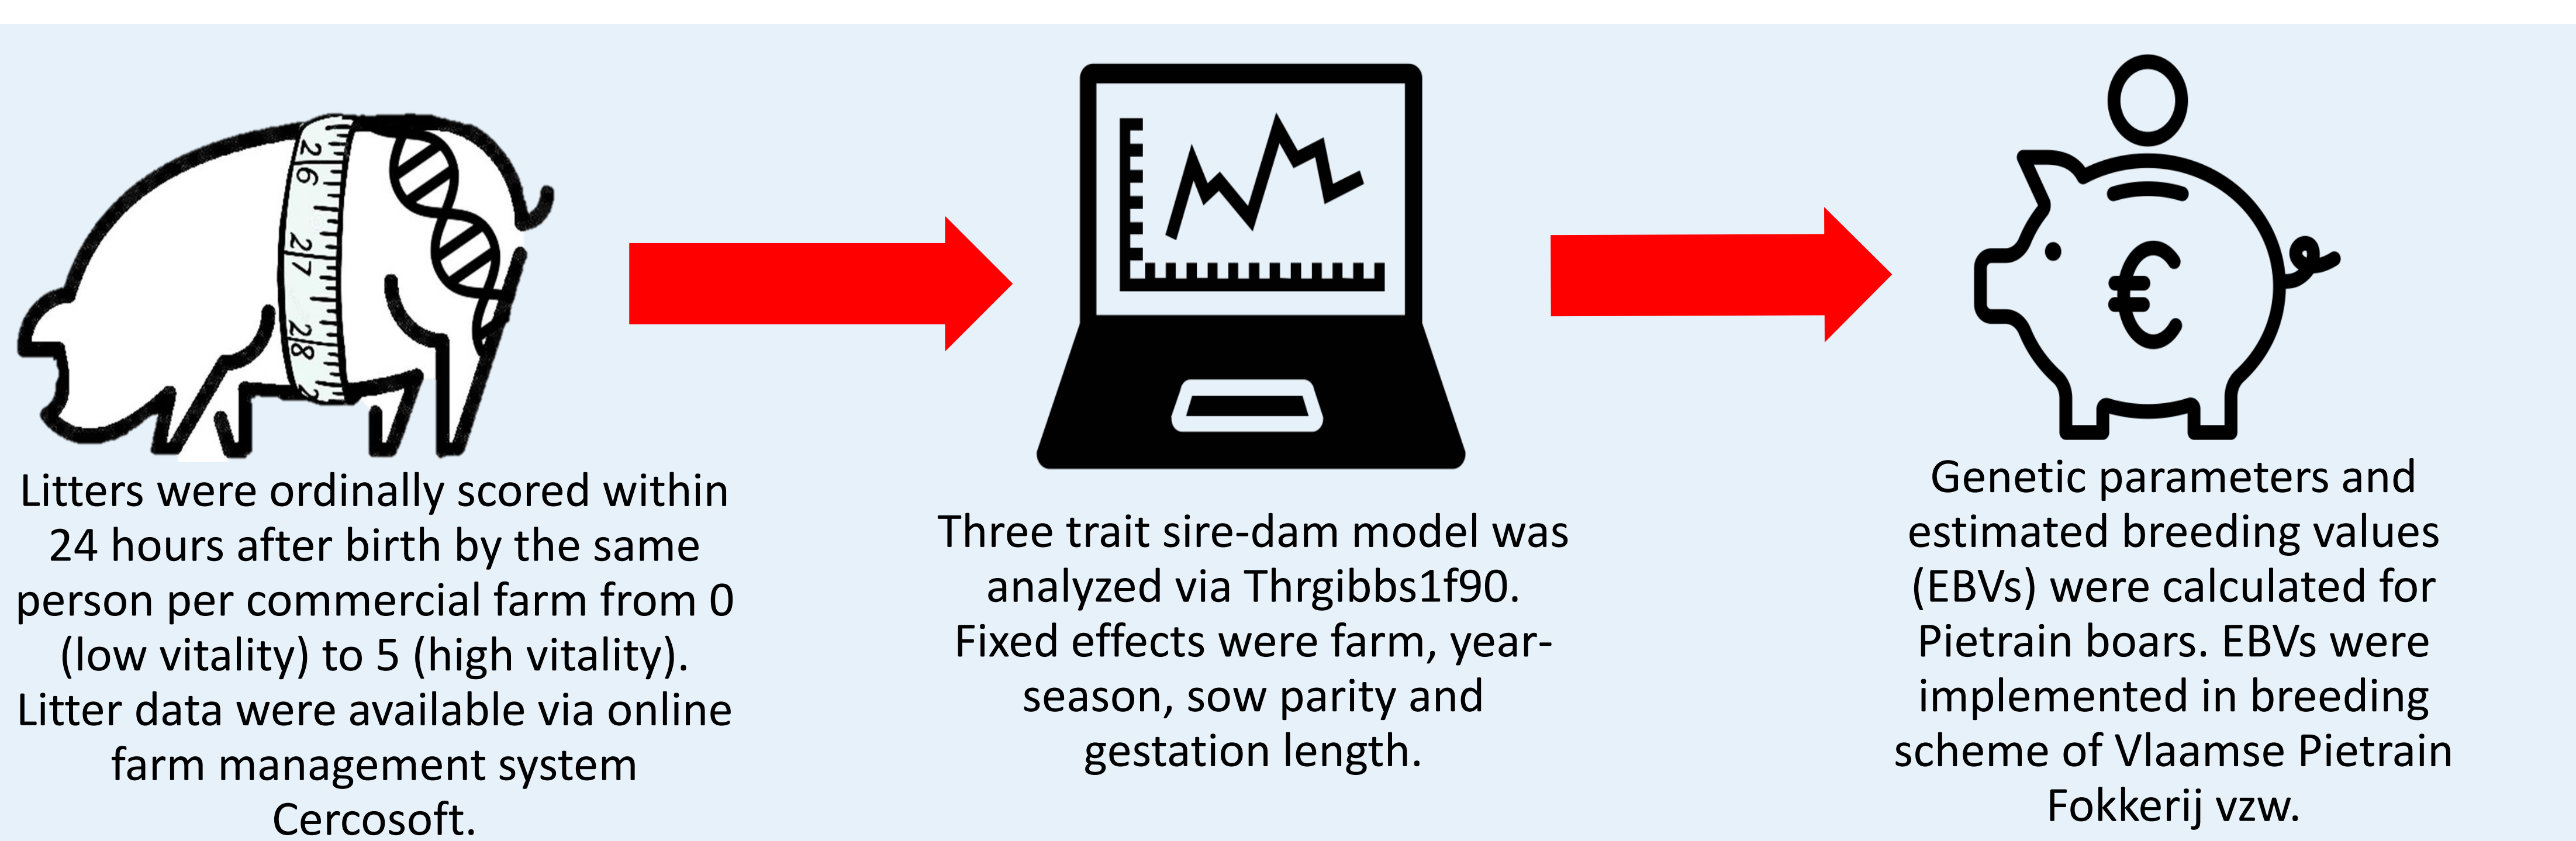 26
27
28
2
€
Litters were ordinally scored within
24 hours after birth by the same
person per commercial farm from 0
(low vitality) to 5 (high vitality).
Litter data were available via online
farm management system
Cercosoft.
Three trait sire-dam model was
analyzed via Thrgibbs1f90.
Fixed effects were farm, year-
season, sow parity and
gestation length.
Genetic parameters and
estimated breeding values
(EBVs) were calculated for
Pietrain boars. EBVs were
implemented in breeding
scheme of Vlaamse Pietrain
Fokkerij vzw.